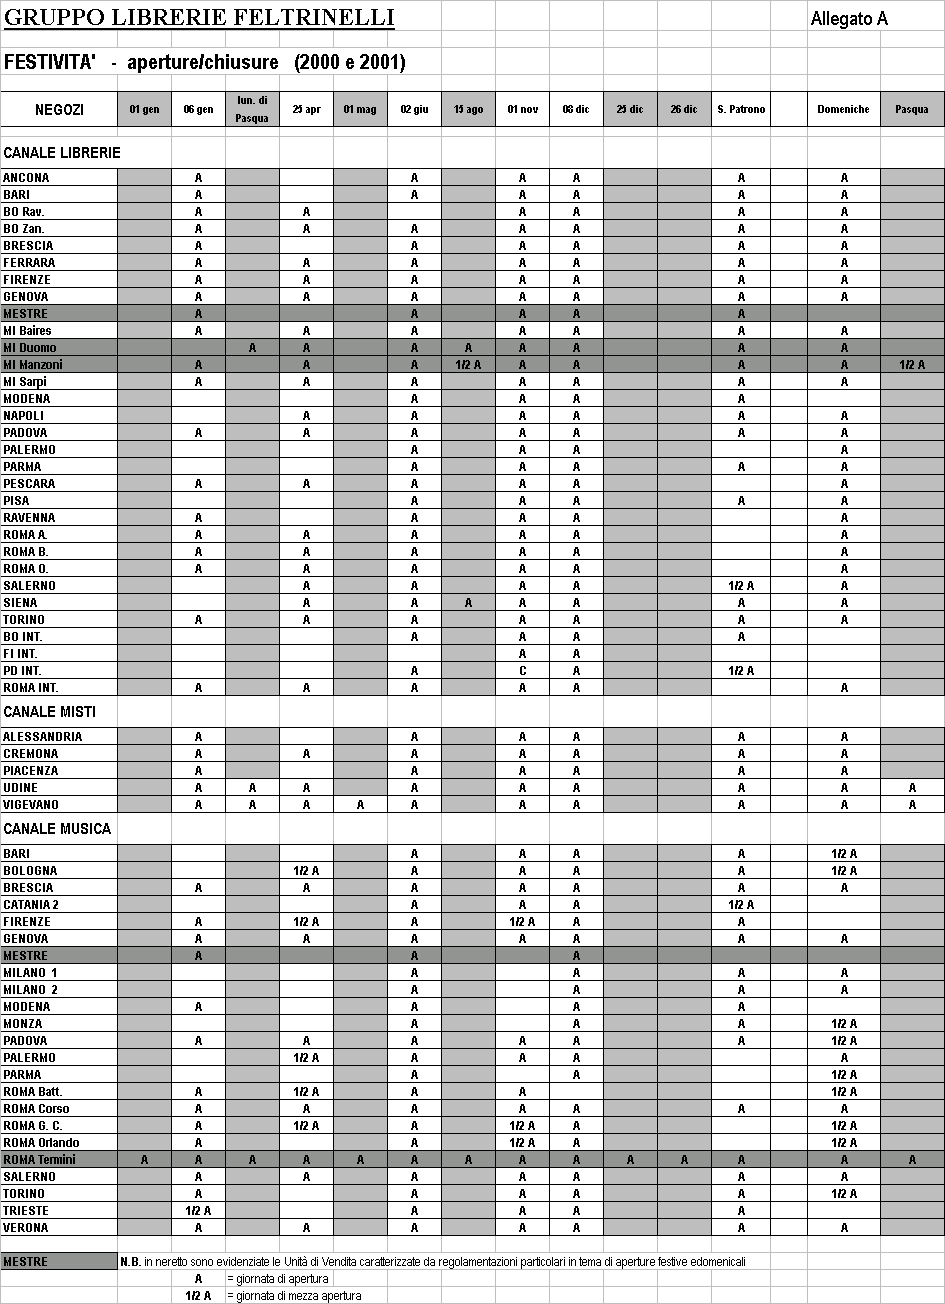 GRUPPO LIBRERIE FELTRINELLI Allegato A
FESTIVITA' - aperture/chiusure (2000 e 2001)
NEGOZI 01 gen 06 gen lun. di Pasqua 25 apr 01 mag 02 giu 15 ago 01 nov 08 dic 25 dic 26 dic S. Patrono Domeniche Pasqua
CANALE LIBRERIE
ANCONA A A A A A A
BARI A A A A A A
BO Rav. A A A A A A
BO Zan. A A A A A A A
BRESCIA A A A A A A
FERRARA A A A A A A A
FIRENZE A A A A A A A
GENOVA A A A A A A A
MESTRE A A A A A
MI Baires A A A A A A A
MI Duomo A A A A A A A A
MI Manzoni A A A 1/2 A A A A A 1/2 A
MI Sarpi A A A A A A A
MODENA A A A A
NAPOLI A A A A A A
PADOVA A A A A A A A
PALERMO A A A A
PARMA A A A A A
PESCARA A A A A A A
PISA A A A A A
RAVENNA A A A A A
ROMA A. A A A A A A
ROMA B. A A A A A A
ROMA O. A A A A A A
SALERNO A A A A 1/2 A A
SIENA A A A A A A A
TORINO A A A A A A A
BO INT. A A A A
FI INT. A A
PD INT. A C A 1/2 A
ROMA INT. A A A A A A
CANALE MISTI
ALESSANDRIA A A A A A A
CREMONA A A A A A A A
PIACENZA A A A A A A
UDINE A A A A A A A A A
VIGEVANO A A A A A A A A A A
CANALE MUSICA
BARI A A A A 1/2 A
BOLOGNA 1/2 A A A A A 1/2 A
BRESCIA A A A A A A A
CATANIA 2 A A A 1/2 A
FIRENZE A 1/2 A A 1/2 A A A
GENOVA A A A A A A A
MESTRE A A A
MILANO 1 A A A A
MILANO 2 A A A A
MODENA A A A A
MONZA A A A 1/2 A
PADOVA A A A A A A 1/2 A
PALERMO 1/2 A A A A A
PARMA A A 1/2 A
ROMA Batt. A 1/2 A A A 1/2 A
ROMA Corso A A A A A A A
ROMA G. C. A 1/2 A A 1/2 A A 1/2 A
ROMA Orlando A A 1/2 A A 1/2 A
ROMA Termini A A A A A A A A A A A A A A
SALERNO A A A A A A A
TORINO A A A A A 1/2 A
TRIESTE 1/2 A A A A A
VERONA A A A A A A A
MESTRE N.B. in neretto sono evidenziate le Unità di Vendita caratterizzate da regolamentazioni particolari in tema di aperture festive edomenicali
A = giornata di apertura
1/2 A = giornata di mezza apertura